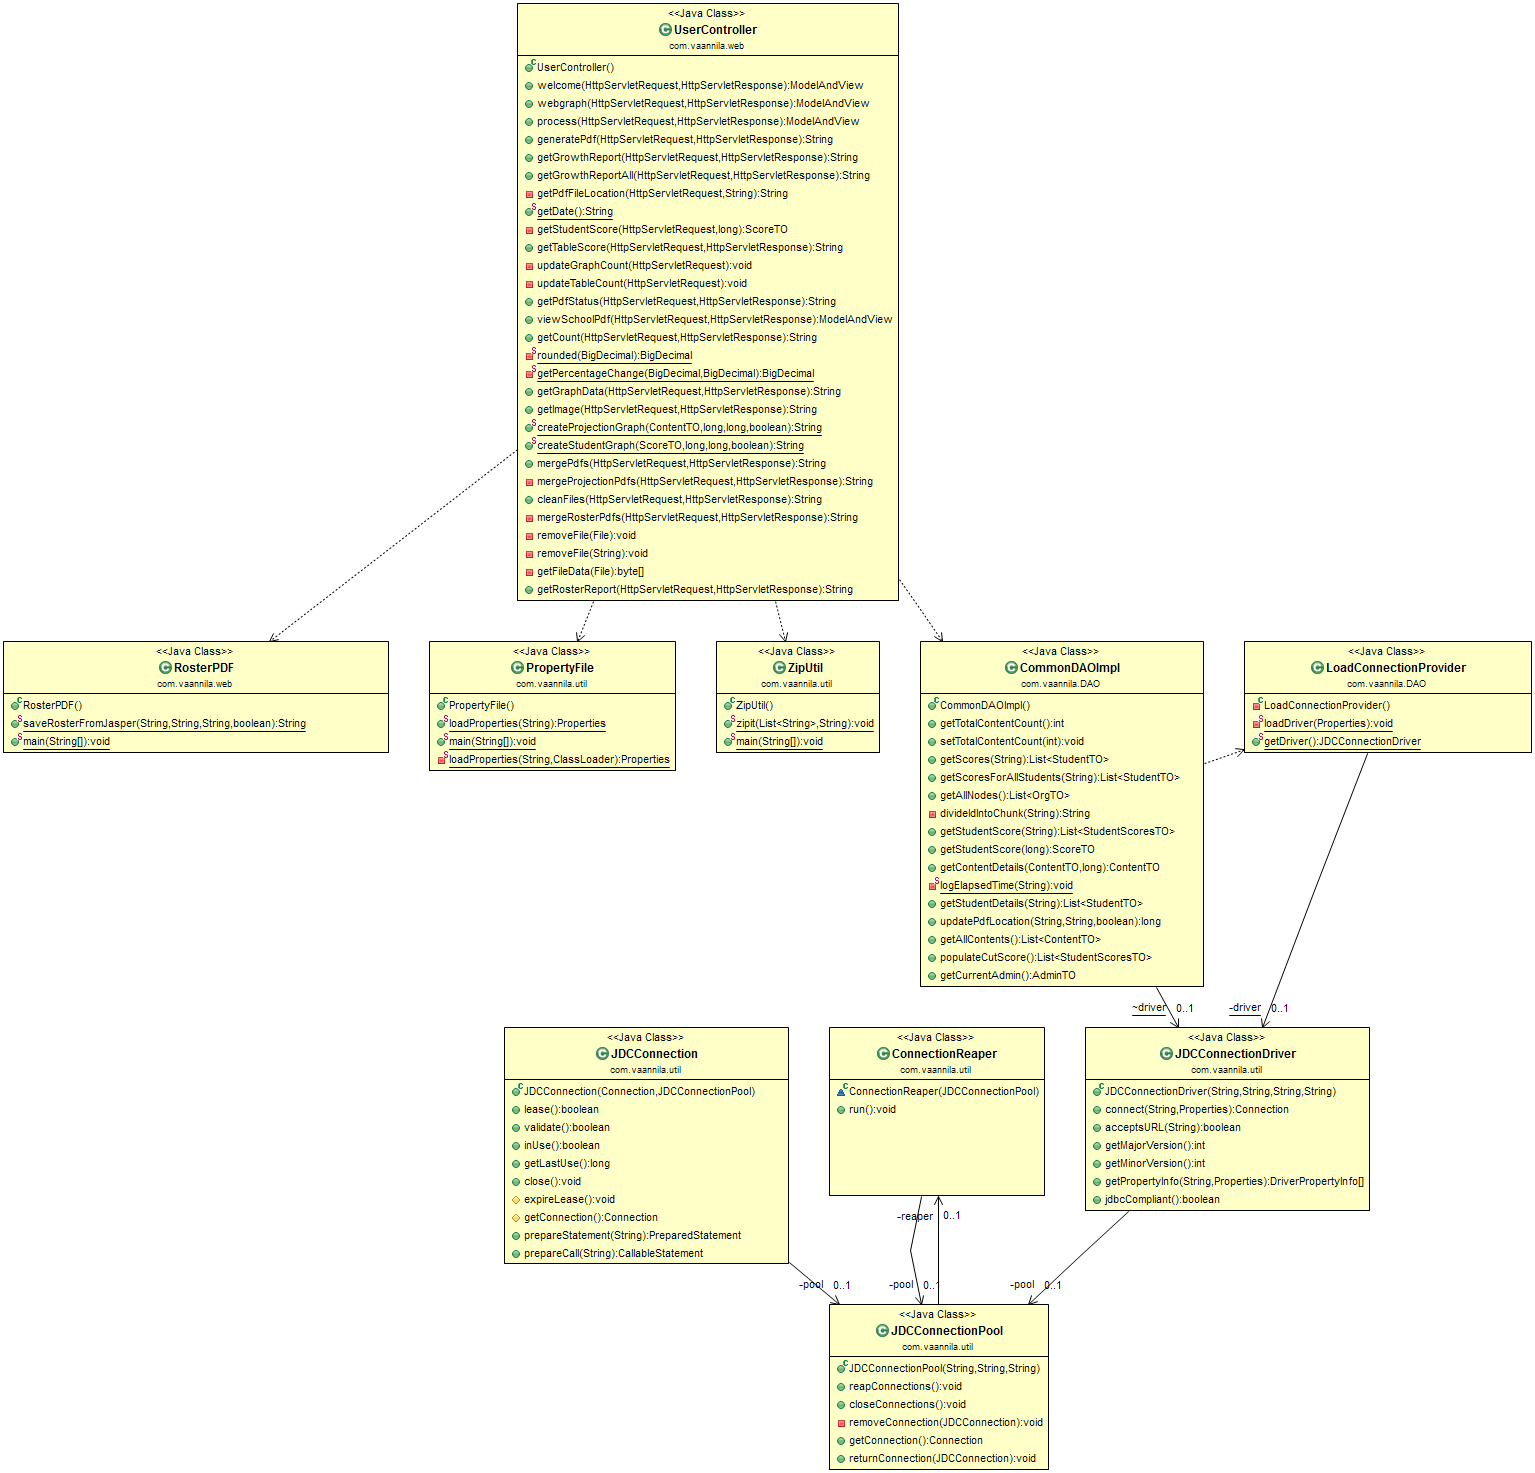 <<Java Class>>
UserController
com.vaannila.web
UserController()
welcome(HttpServletRequest,HttpServletResponse):ModelAndView
webgraph(HttpServletRequest,HttpServletResponse):ModelAndView
process(HttpServletRequest,HttpServletResponse):ModelAndView
generatePdf(HttpServletRequest,HttpServletResponse):String
getGrowthReport(HttpServletRequest,HttpServletResponse):String
getGrowthReportAll(HttpServletRequest,HttpServletResponse):String
getPdfFileLocation(HttpServletRequest,String):String
getDate():String
getStudentScore(HttpServletRequest,long):ScoreTO
getTableScore(HttpServletRequest,HttpServletResponse):String
updateGraphCount(HttpServletRequest):void
updateTableCount(HttpServletRequest):void
getPdfStatus(HttpServletRequest,HttpServletResponse):String
viewSchoolPdf(HttpServletRequest,HttpServletResponse):ModelAndView
getCount(HttpServletRequest,HttpServletResponse):String
rounded(BigDecimal):BigDecimal
getPercentageChange(BigDecimal,BigDecimal):BigDecimal
getGraphData(HttpServletRequest,HttpServletResponse):String
getImage(HttpServletRequest,HttpServletResponse):String
createProjectionGraph(ContentTO,long,long,boolean):String
createStudentGraph(ScoreTO,long,long,boolean):String
mergePdfs(HttpServletRequest,HttpServletResponse):String
mergeProjectionPdfs(HttpServletRequest,HttpServletResponse):String
cleanFiles(HttpServletRequest,HttpServletResponse):String
mergeRosterPdfs(HttpServletRequest,HttpServletResponse):String
removeFile(File):void
removeFile(String):void
getFileData(File):byte[]
getRosterReport(HttpServletRequest,HttpServletResponse):String
<<Java Class>>
RosterPDF
com.vaannila.web
RosterPDF()
saveRosterFromJasper(String,String,String,boolean):String
main(String[]):void
<<Java Class>>
PropertyFile
com.vaannila.util
PropertyFile()
loadProperties(String):Properties
main(String[]):void
loadProperties(String,ClassLoader):Properties
<<Java Class>>
ZipUtil
com.vaannila.util
ZipUtil()
zipit(List<String>,String):void
main(String[]):void
<<Java Class>>
CommonDAOImpl
com.vaannila.DAO
CommonDAOImpl()
getTotalContentCount():int
setTotalContentCount(int):void
getScores(String):List<StudentTO>
getScoresForAllStudents(String):List<StudentTO>
getAllNodes():List<OrgTO>
divideIdIntoChunk(String):String
getStudentScore(String):List<StudentScoresTO>
getStudentScore(long):ScoreTO
getContentDetails(ContentTO,long):ContentTO
logElapsedTime(String):void
getStudentDetails(String):List<StudentTO>
updatePdfLocation(String,String,boolean):long
getAllContents():List<ContentTO>
populateCutScore():List<StudentScoresTO>
getCurrentAdmin():AdminTO
<<Java Class>>
LoadConnectionProvider
com.vaannila.DAO
LoadConnectionProvider()
loadDriver(Properties):void
getDriver():JDCConnectionDriver
~driver 0..1
-driver 0..1
<<Java Class>>
JDCConnection
com.vaannila.util
JDCConnection(Connection,JDCConnectionPool)
lease():boolean
validate():boolean
inUse():boolean
getLastUse():long
close():void
expireLease():void
getConnection():Connection
prepareStatement(String):PreparedStatement
prepareCall(String):CallableStatement
<<Java Class>>
ConnectionReaper
com.vaannila.util
ConnectionReaper(JDCConnectionPool)
run():void
<<Java Class>>
JDCConnectionDriver
com.vaannila.util
JDCConnectionDriver(String,String,String,String)
connect(String,Properties):Connection
acceptsURL(String):boolean
getMajorVersion():int
getMinorVersion():int
getPropertyInfo(String,Properties):DriverPropertyInfo[]
jdbcCompliant():boolean
-reaper 0..1
-pool 0..1
-pool 0..1
-pool 0..1
<<Java Class>>
JDCConnectionPool
com.vaannila.util
JDCConnectionPool(String,String,String)
reapConnections():void
closeConnections():void
removeConnection(JDCConnection):void
getConnection():Connection
returnConnection(JDCConnection):void